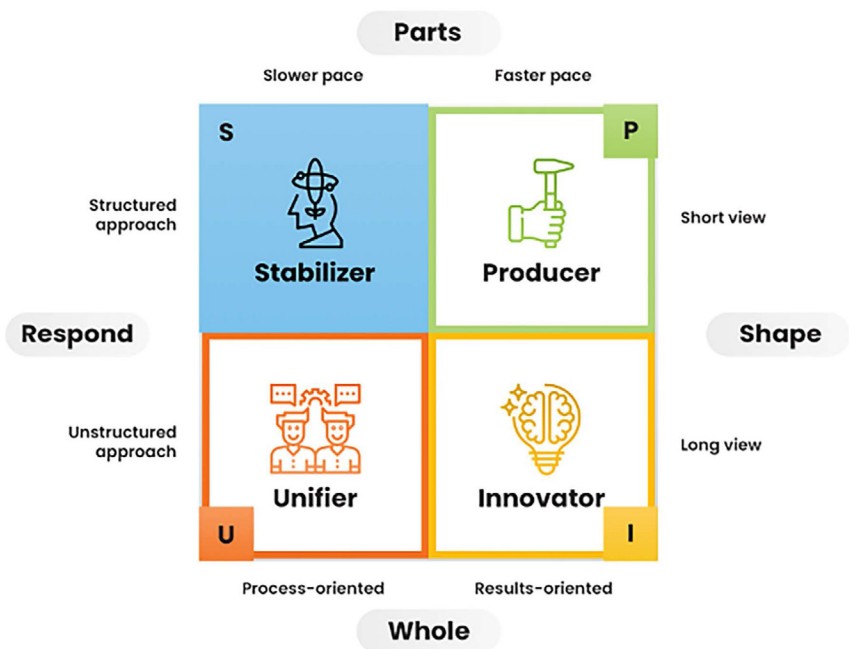 Parts
Slower pace
Faster pace
S
P
Structured
approach
Short view
Stabilizer
Producer
Respond
Shape
Unstructured
approach
Long view
Unifier
Innovator
U
I
Process-oriented
Results-oriented
Whole